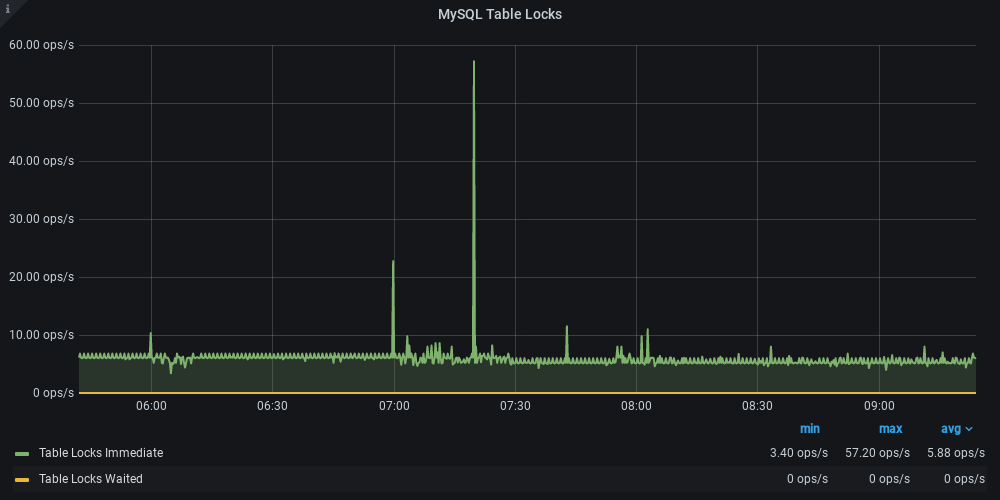 i
MySQL Table Locks
60.00 ops/s
50.00 ops/s
40.00 ops/s
30.00 ops/s
20.00 ops/s
10.00 ops/s
0 ops/s
06:00 06:30 07:00 07:30 08:00 08:30 09:00
min max avg
Table Locks Immediate 3.40 ops/s 57.20 ops/s 5.88 ops/s
Table Locks Waited 0 ops/s 0 ops/s 0 ops/s